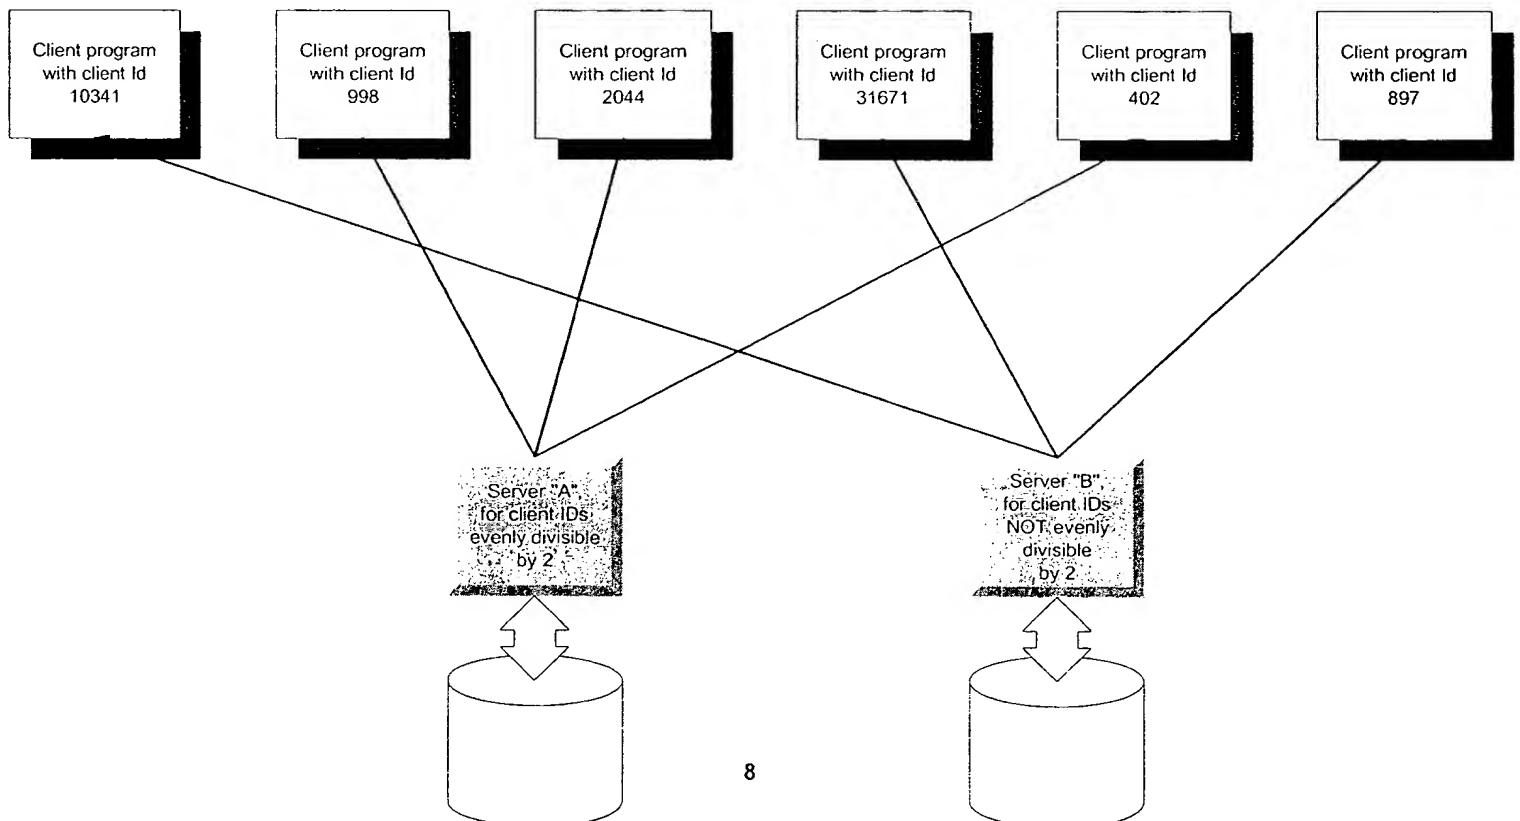 Client program
with client Id
10341
Client program
with client Id
998
Client program
with client Id
2044
Client program
with client Id
31671
Client program
with client Id
402
Client program
with client Id
897
Server "A",
for client IDs
evenly divisible
by 2
Server "B",
for client IDs
NOT evenly
divisible
by 2
8